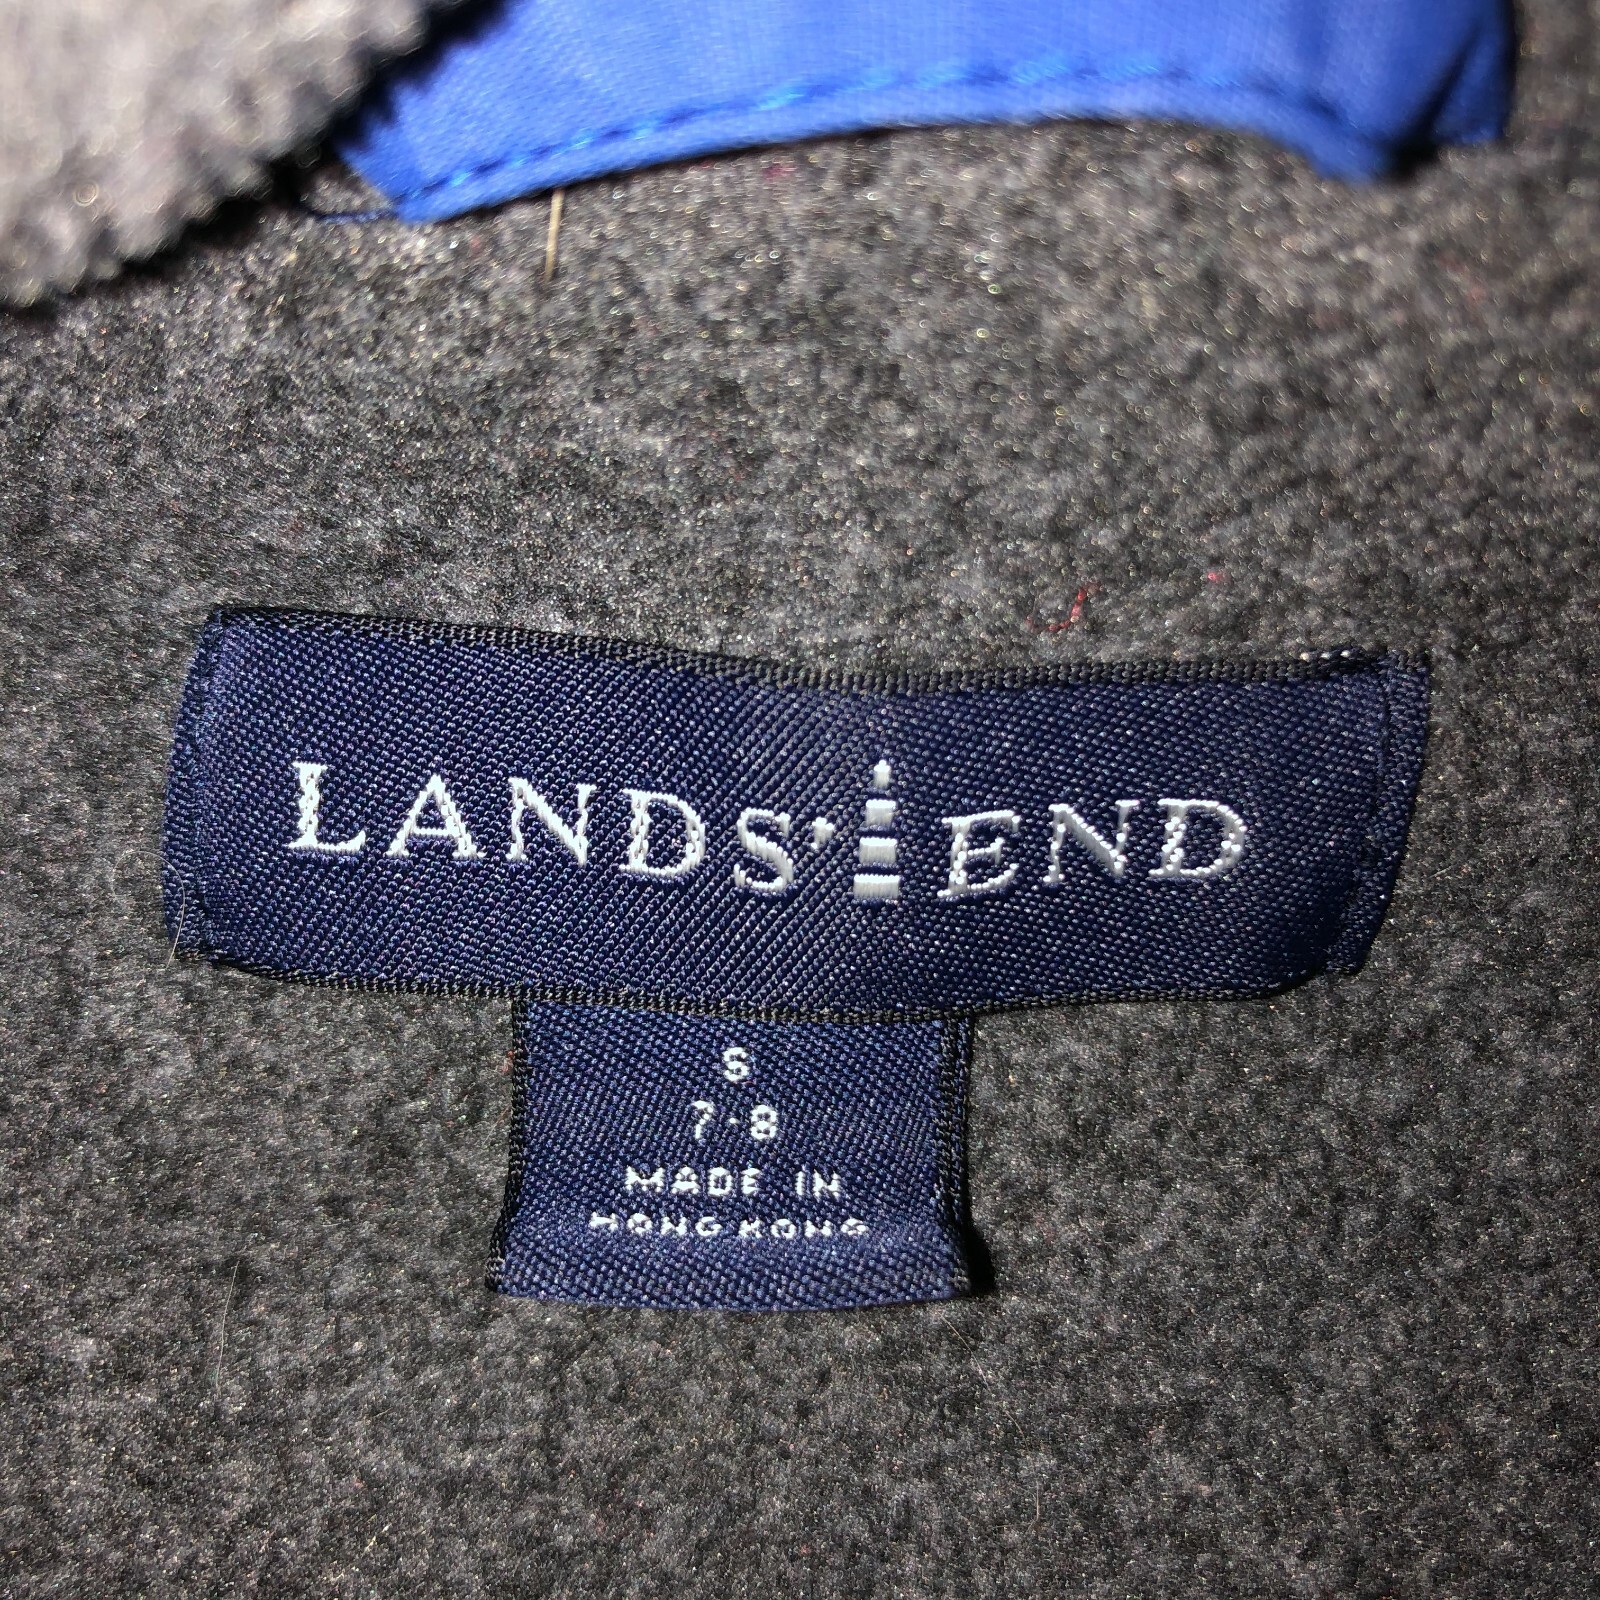 LANDS' END
S
7-8
MADE IN
HONG KONG